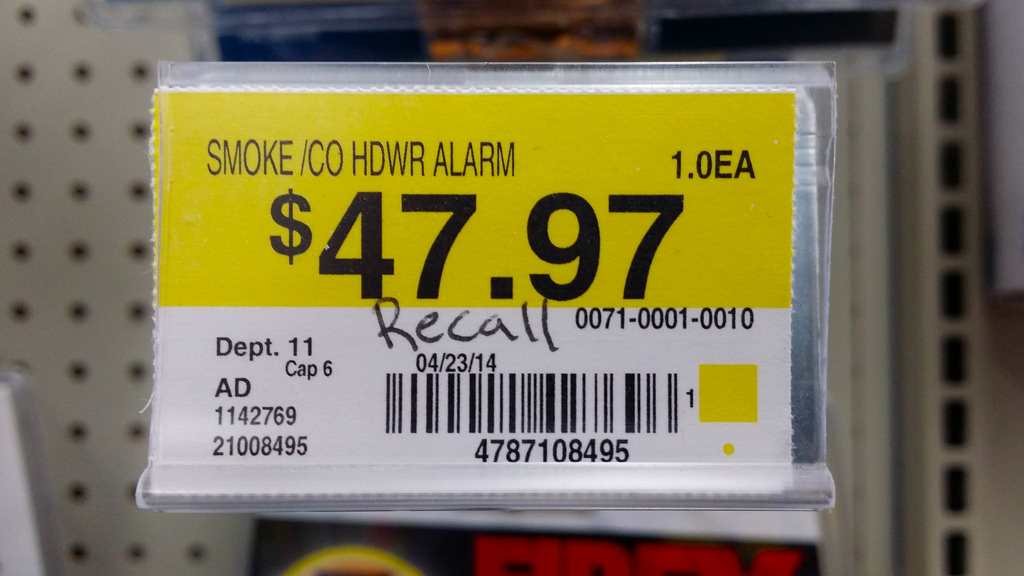 SMOKE /CO HDWR ALARM 1.0EA
$47.97
Recall 0071-0001-0010
Dept. 11
Cap 6 04/23/14
AD 1
1142769
21008495 4787108495